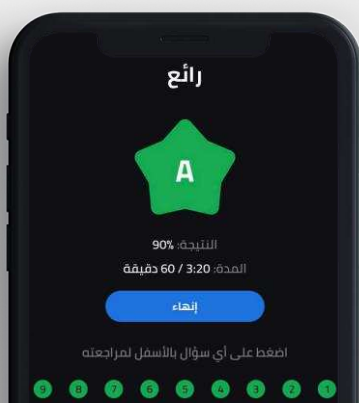 رائع
A
النتيجة: 90%
المدة: 3:20 / 60 دقيقة
إنهاء
اضغط على أي سؤال بالأسفل لمراجعته
1 2 3 4 5 6 7 8 9